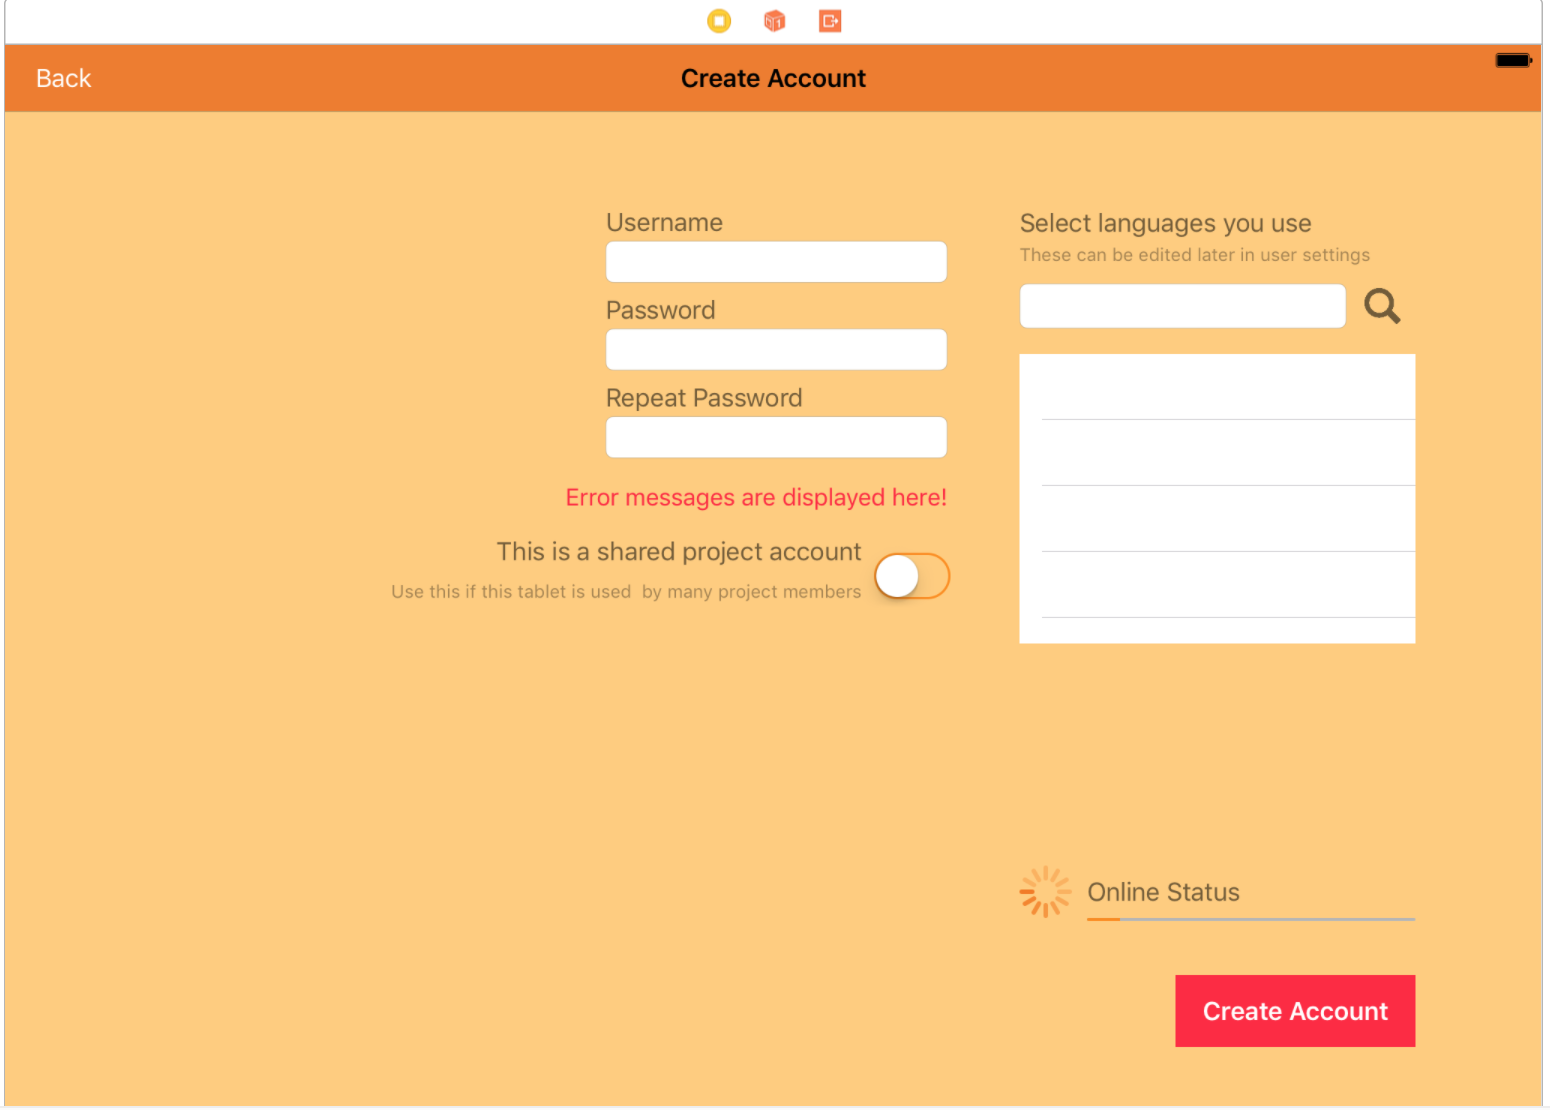 Back
Create Account
Username
Password
Repeat Password
Error messages are displayed here!
This is a shared project account
Use this if this tablet is used  by many project members
Select languages you use
These can be edited later in user settings
Online Status
Create Account